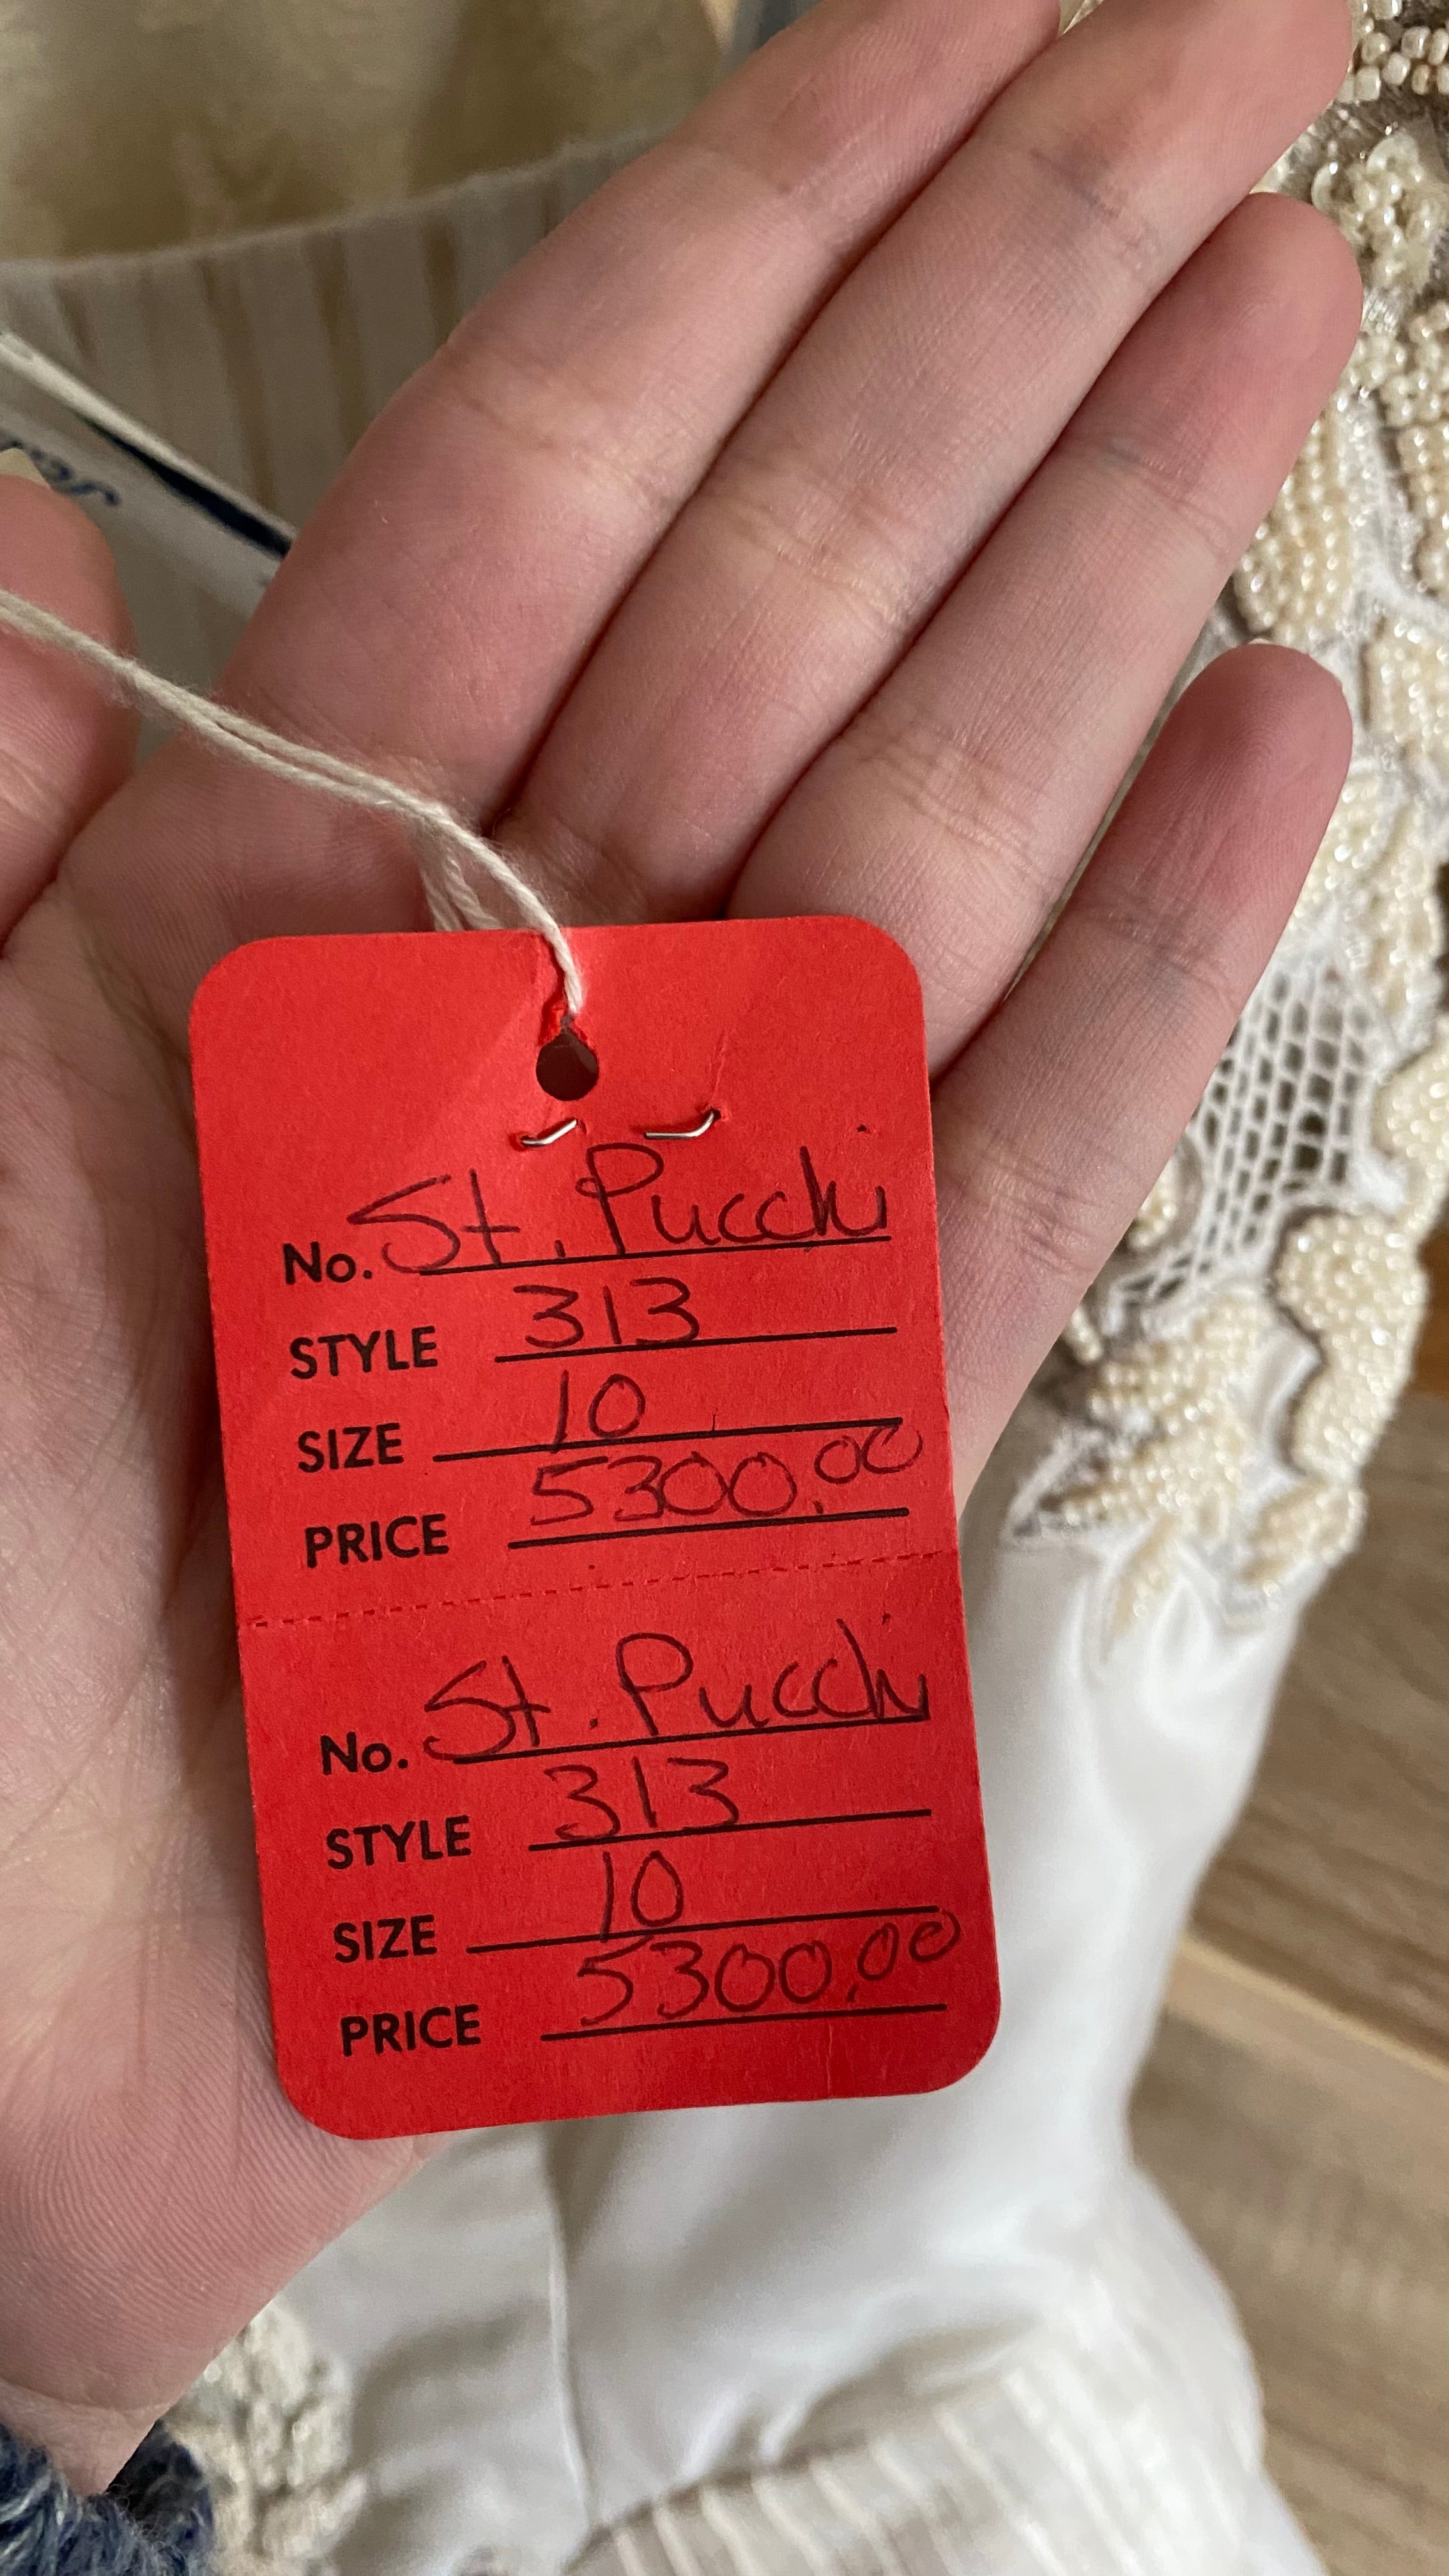 No. St. Pucchi
STYLE 313
SIZE 10
PRICE 5300.00
No. St. Pucchi
STYLE 313
SIZE 10
PRICE 5300.00